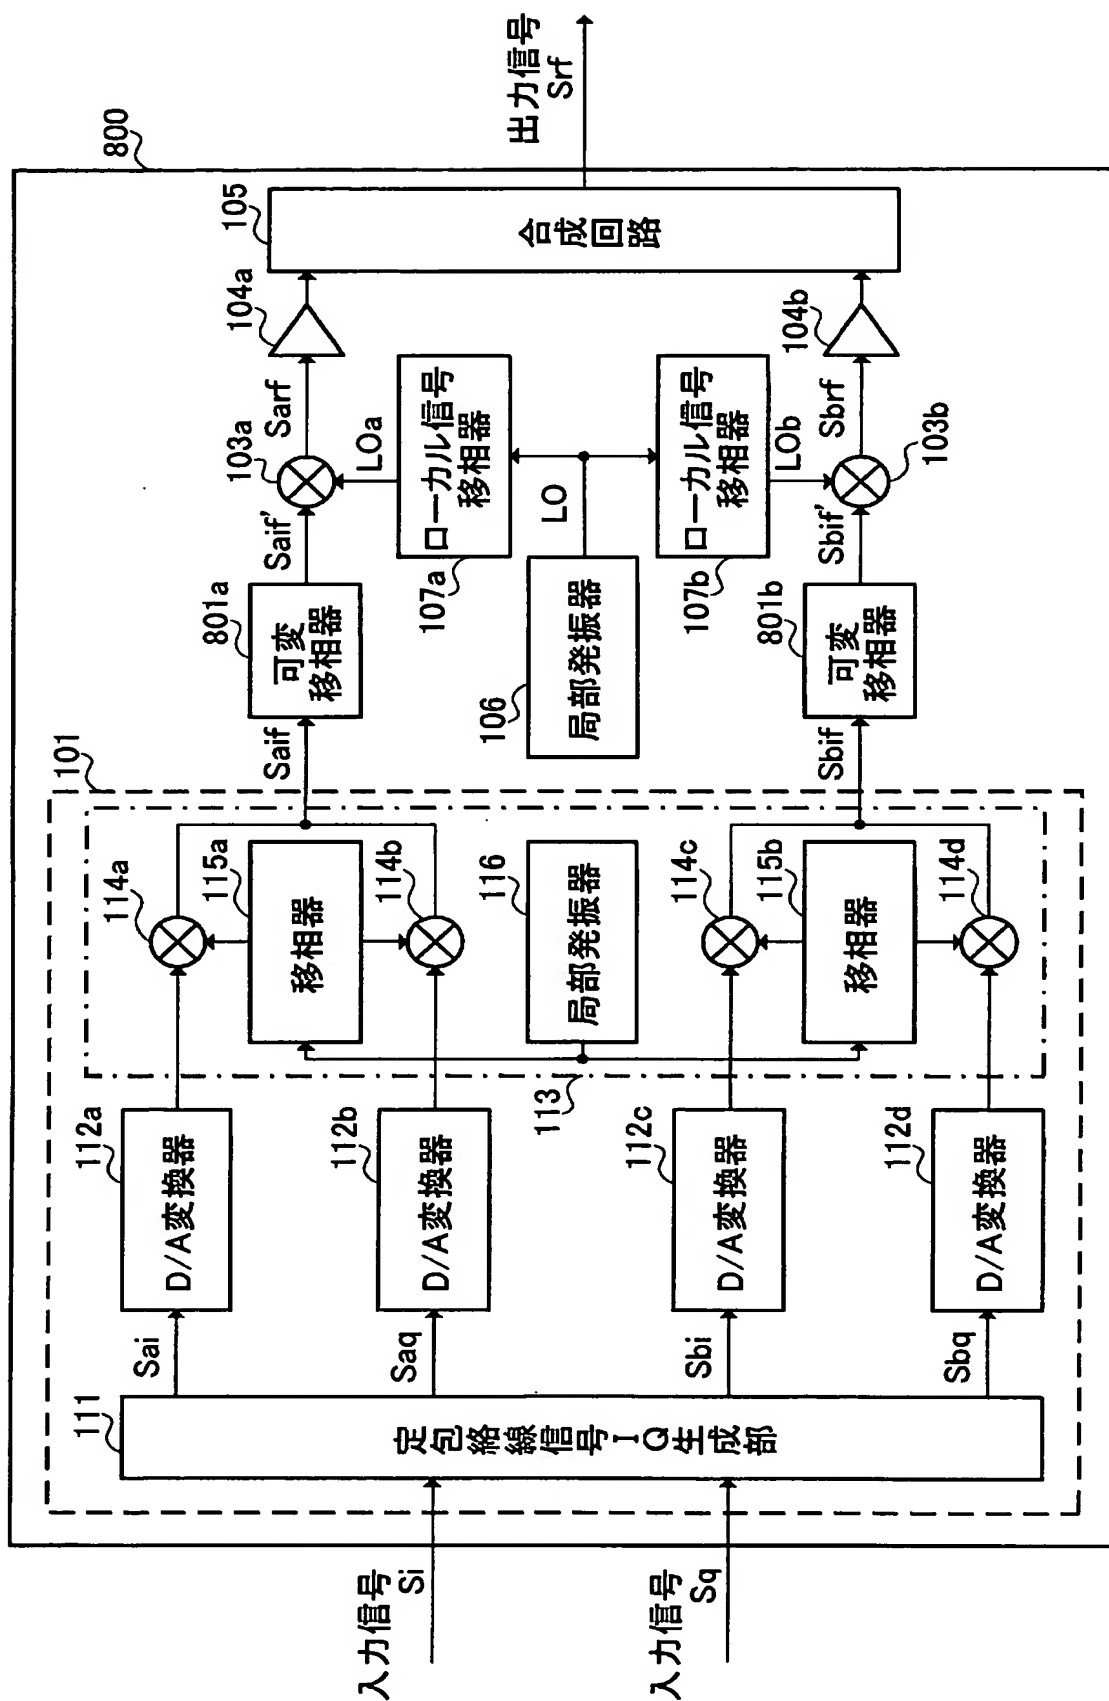 800
101
111
定包絡線信号IQ生成部
入力信号
Si
入力信号
Sq
Sai
Saq
Sbi
Sbq
112a
D/A変換器
112b
D/A変換器
112c
D/A変換器
112d
D/A変換器
113
114a
115a
移相器
114b
116
局部発振器
114c
115b
移相器
114d
Saif
Sbif
801a
可変
移相器
801b
可変
移相器
106
局部発振器
LO
Saif'
Sbif'
107a
ローカル信号
移相器
107b
ローカル信号
移相器
LOa
LOb
103a
103b
Sarf
Sbrf
104a
104b
105
合成回路
出力信号
Srf